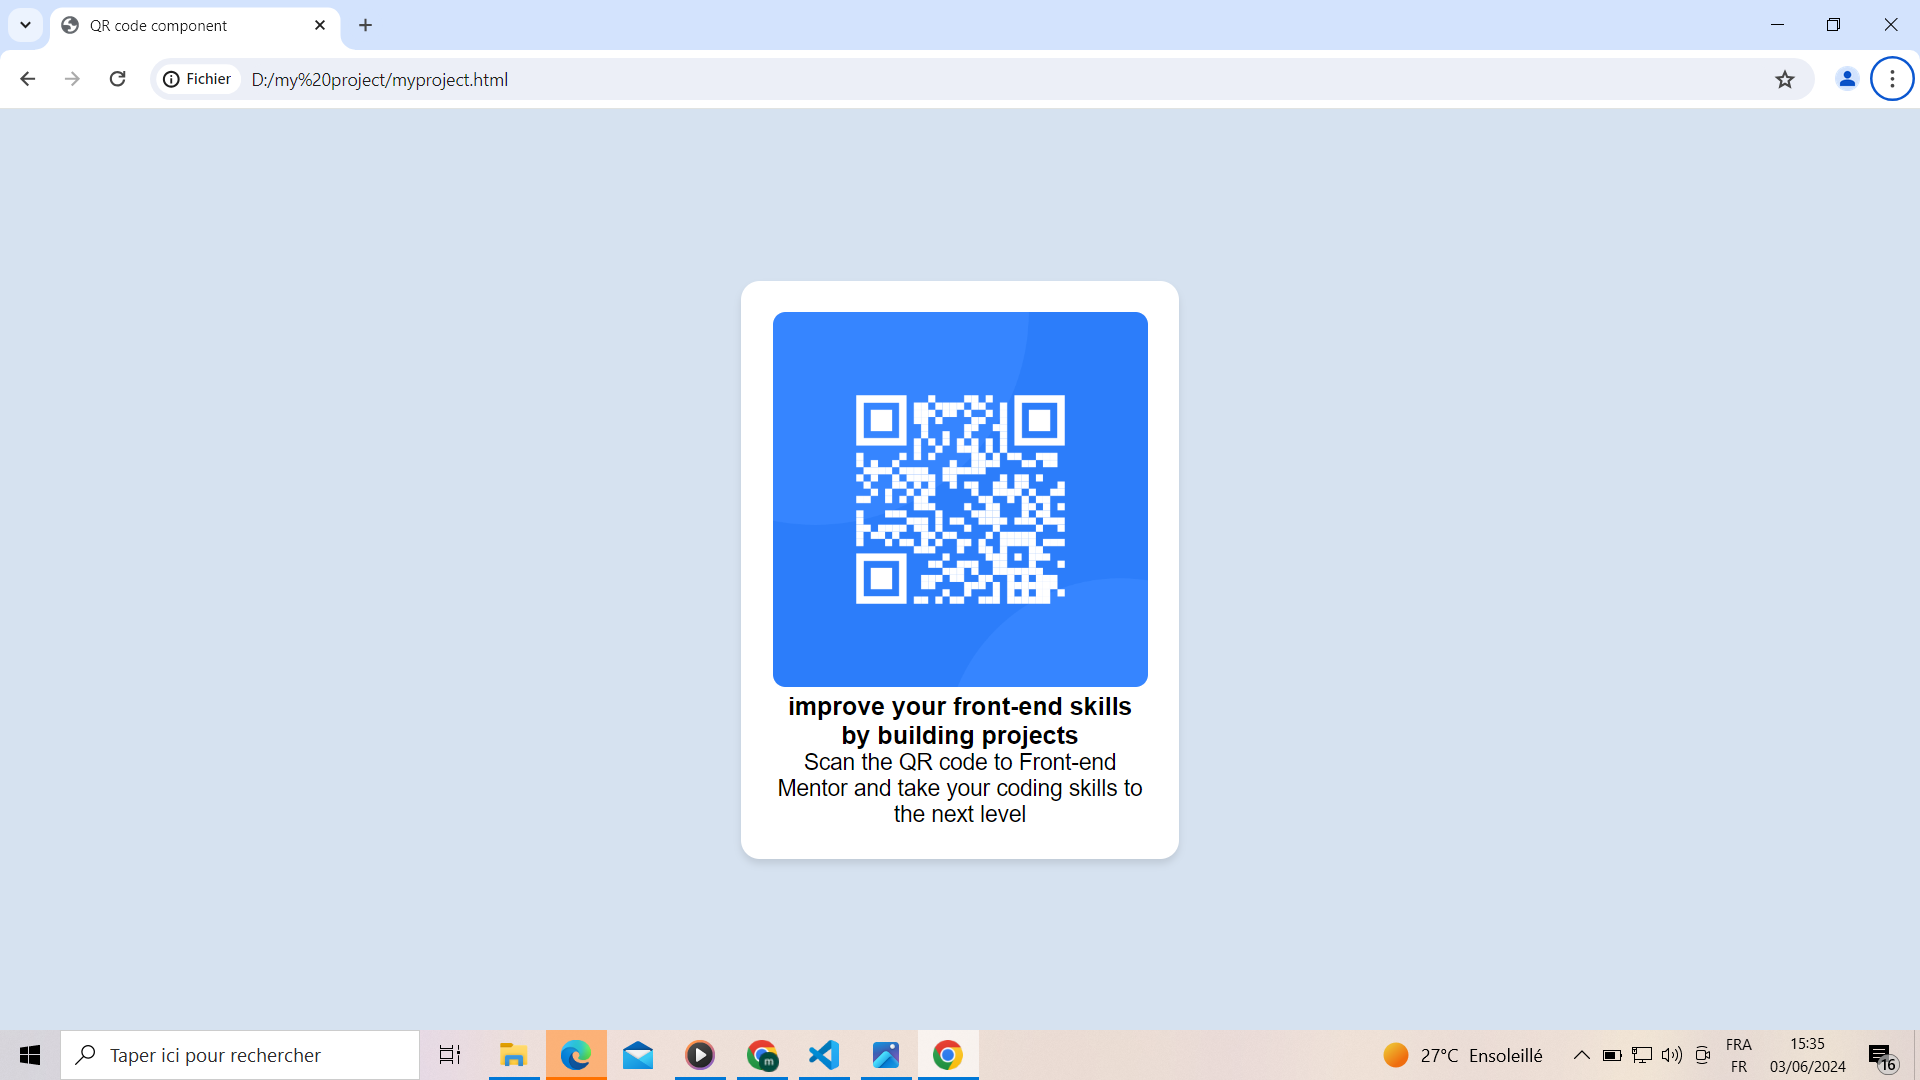 QR code component
Fichier D:/my%20project/myproject.html
improve your front-end skills
by building projects
Scan the QR code to Front-end
Mentor and take your coding skills to
the next level
Taper ici pour rechercher
m
27°C Ensoleillé
FRA
FR
15:35
03/06/2024
16